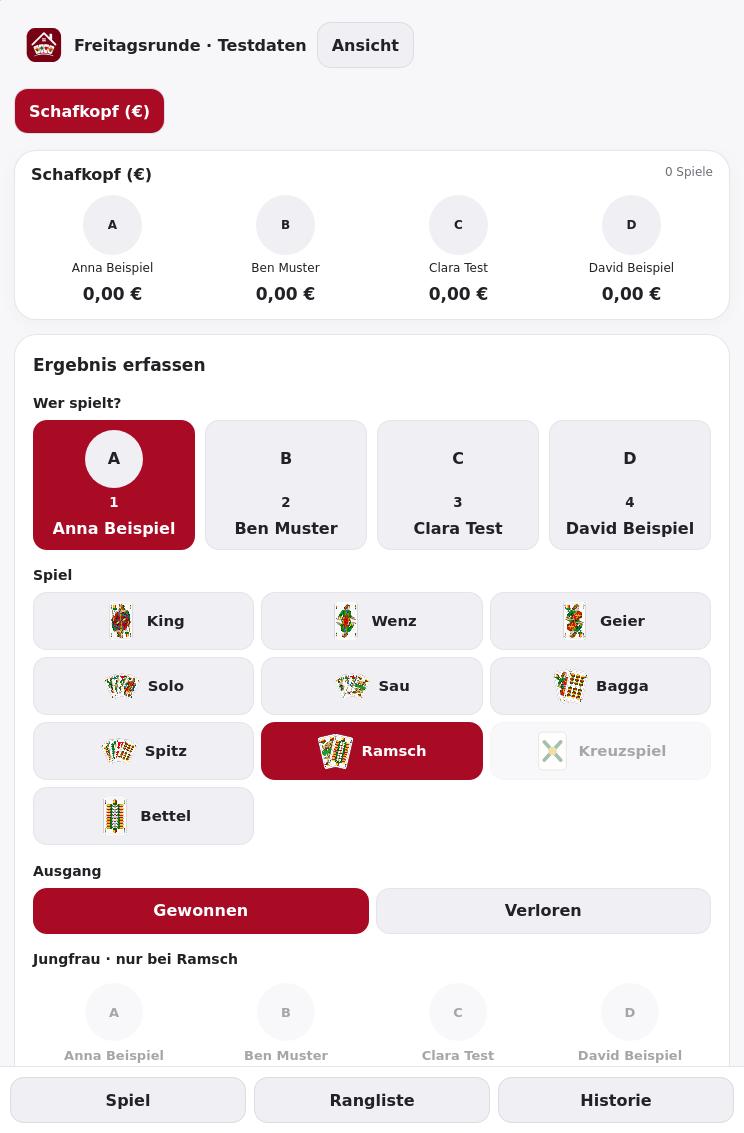 Freitagsrunde · Testdaten Ansicht
Schafkopf (€)
Schafkopf (€) 0 Spiele
A B C D
Anna Beispiel Ben Muster Clara Test David Beispiel
0,00 € 0,00 € 0,00 € 0,00 €
Ergebnis erfassen
Wer spielt?
A B C D
1 2 3 4
Anna Beispiel Ben Muster Clara Test David Beispiel
Spiel
King Wenz Geier
Solo Sau Bagga
Spitz Ramsch Kreuzspiel
Bettel
Ausgang
Gewonnen Verloren
Jungfrau · nur bei Ramsch
A B C D
Anna Beispiel Ben Muster Clara Test David Beispiel
Spiel Rangliste Historie